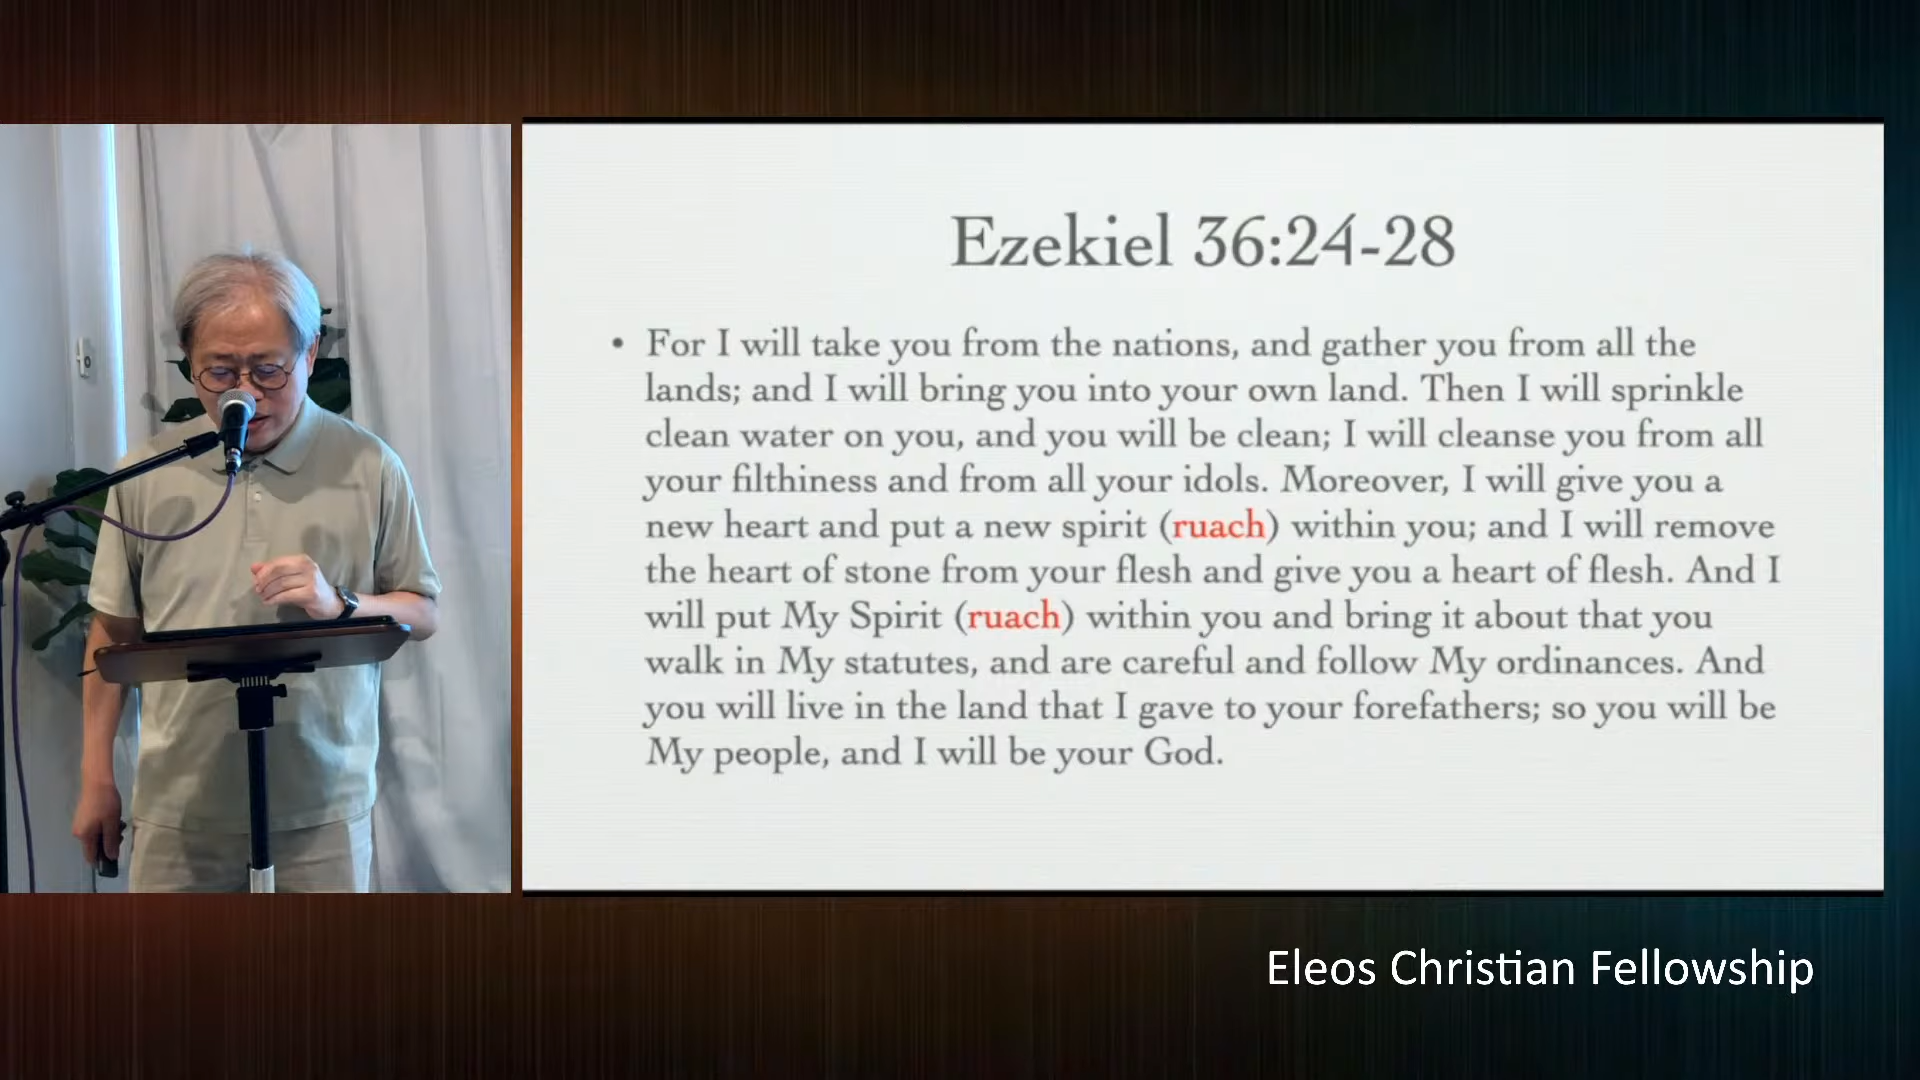 Ezekiel 36:24-28
• For I will take you from the nations, and gather you from all the
lands; and I will bring you into your own land. Then I will sprinkle
clean water on you, and you will be clean; I will cleanse you from all
your filthiness and from all your idols. Moreover, I will give you a
new heart and put a new spirit (ruach) within you; and I will remove
the heart of stone from your flesh and give you a heart of flesh. And I
will put My Spirit (ruach) within you and bring it about that you
walk in My statutes, and are careful and follow My ordinances. And
you will live in the land that I gave to your forefathers; so you will be
My people, and I will be your God.
Eleos Christian Fellowship